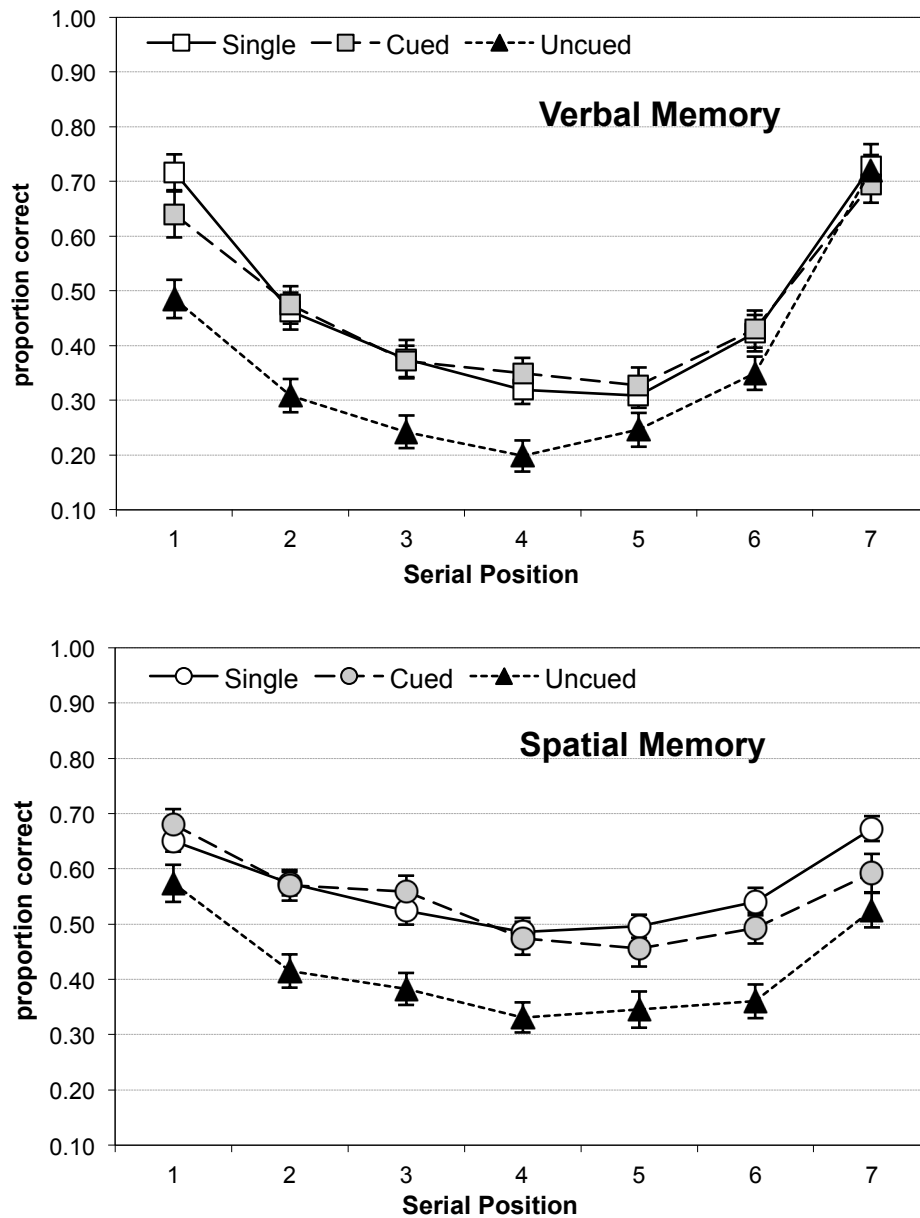 1.00
Single Cued Uncued
0.90
Verbal Memory
0.80
0.70
0.60
0.50
0.40
0.30
0.20
0.10
proportion correct
1 2 3 4 5 6 7
Serial Position
1.00
Single Cued Uncued
0.90
Spatial Memory
0.80
0.70
0.60
0.50
0.40
0.30
0.20
0.10
proportion correct
1 2 3 4 5 6 7
Serial Position